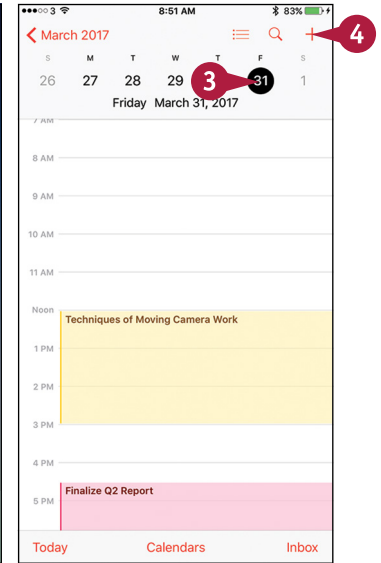 3 8:51 AM 83%
March 2017 4
S M T W T F S
26 27 28 29 3 31 1
Friday March 31, 2017
7 AM
8 AM
9 AM
10 AM
11 AM
Noon
Techniques of Moving Camera Work
1 PM
2 PM
3 PM
4 PM
Finalize Q2 Report
5 PM
Today Calendars Inbox